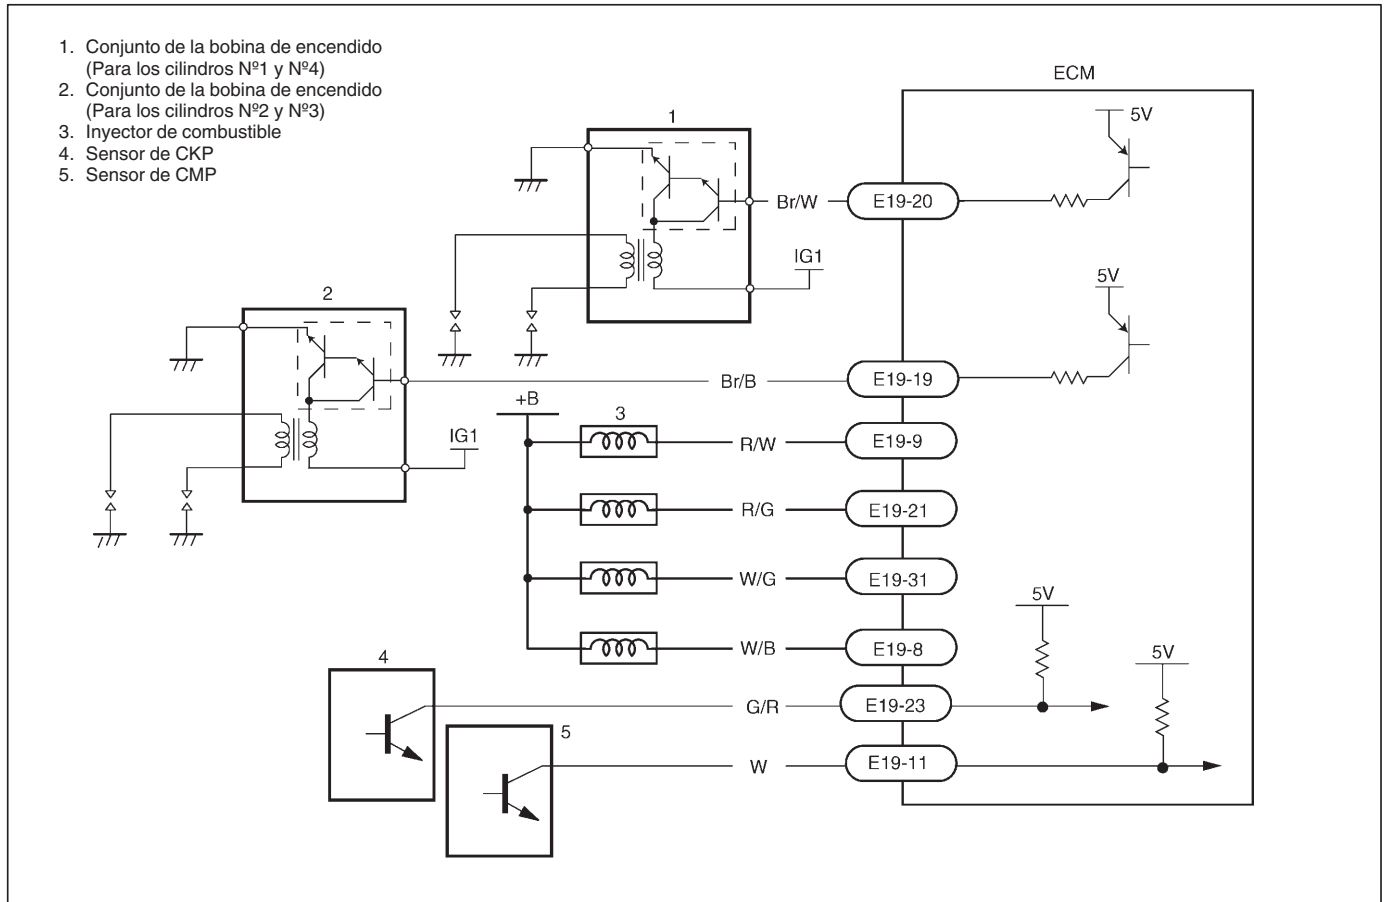 1. Conjunto de la bobina de encendido
(Para los cilindros Nº1 y Nº4)
2. Conjunto de la bobina de encendido
(Para los cilindros Nº2 y Nº3)
3. Inyector de combustible
4. Sensor de CKP
5. Sensor de CMP
ECM
1
5V
Br/W
E19-20
IG1
2
5V
Br/B
E19-19
+B
3
IG1
R/W
E19-9
R/G
E19-21
W/G
E19-31
5V
W/B
E19-8
4
5V
G/R
E19-23
5
W
E19-11